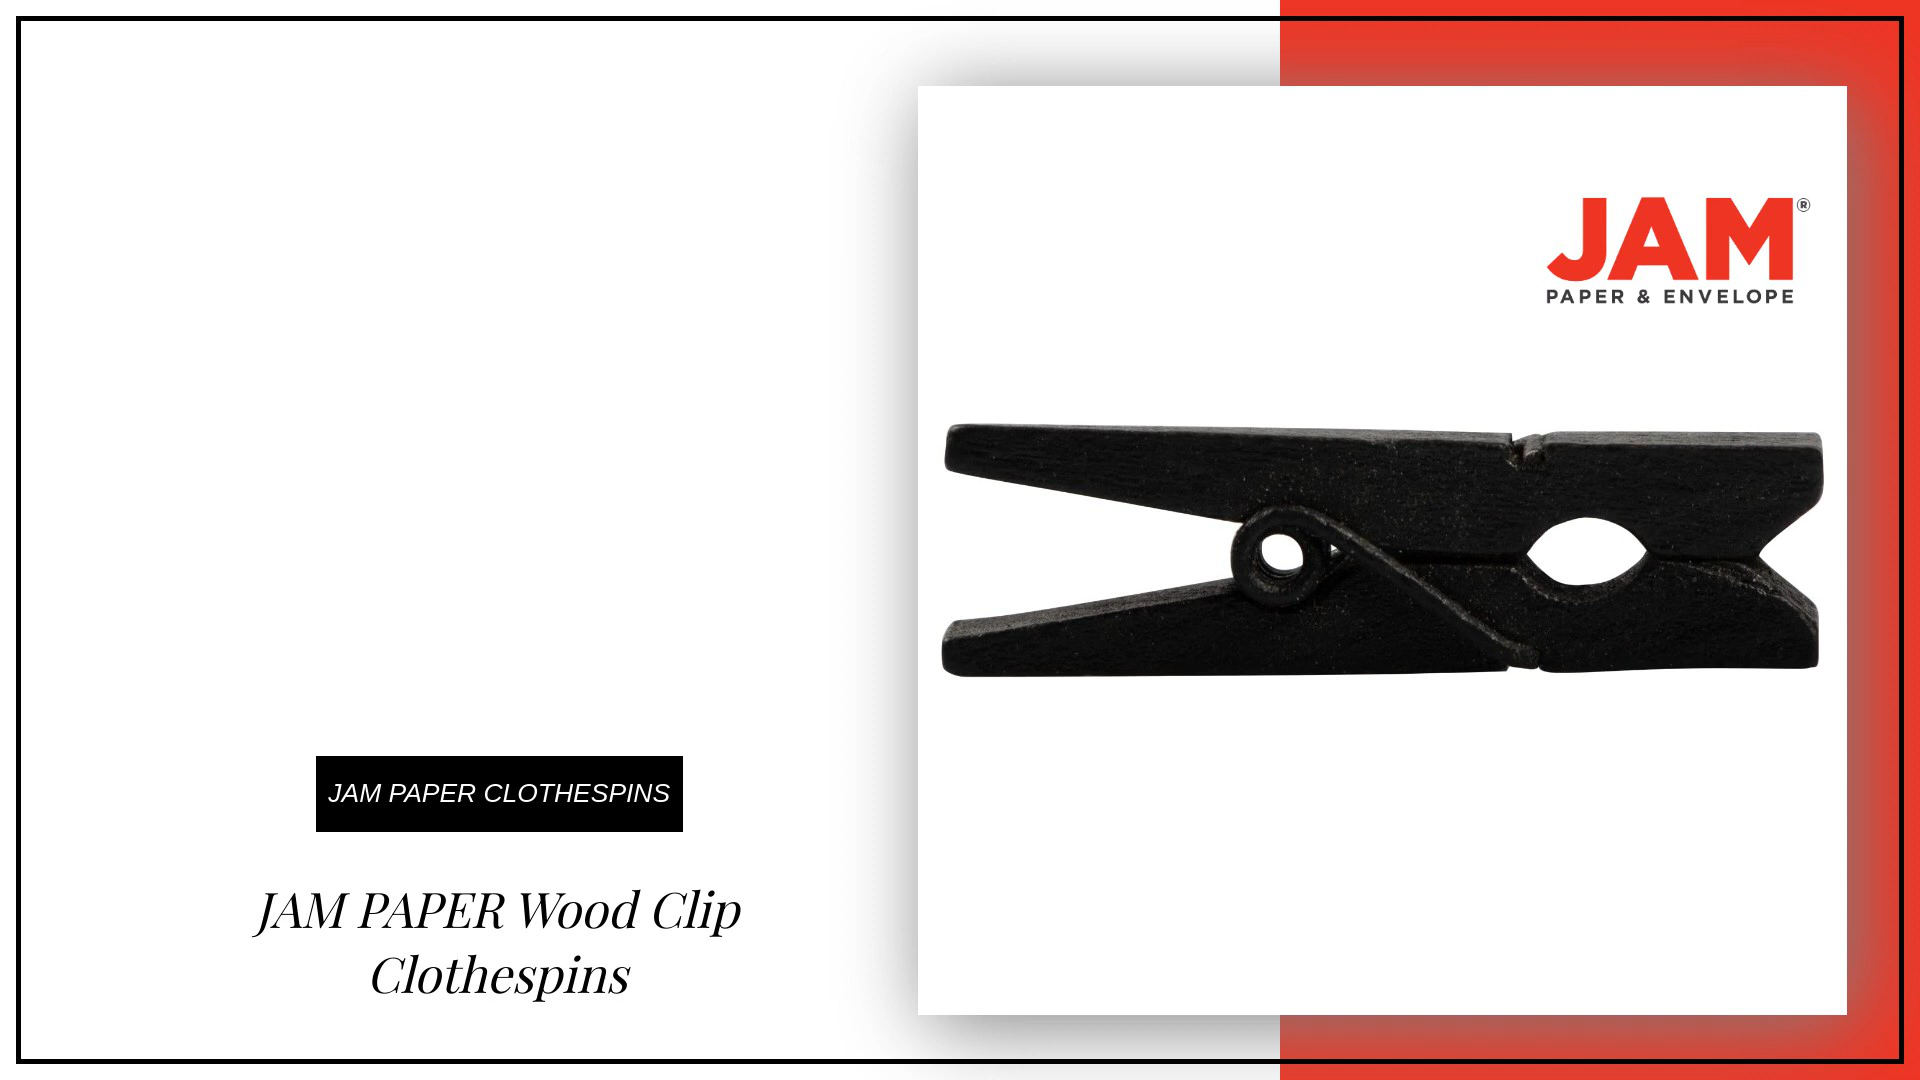 JAM®
PAPER & ENVELOPE
JAM PAPER CLOTHESPINS
JAM PAPER Wood Clip
Clothespins